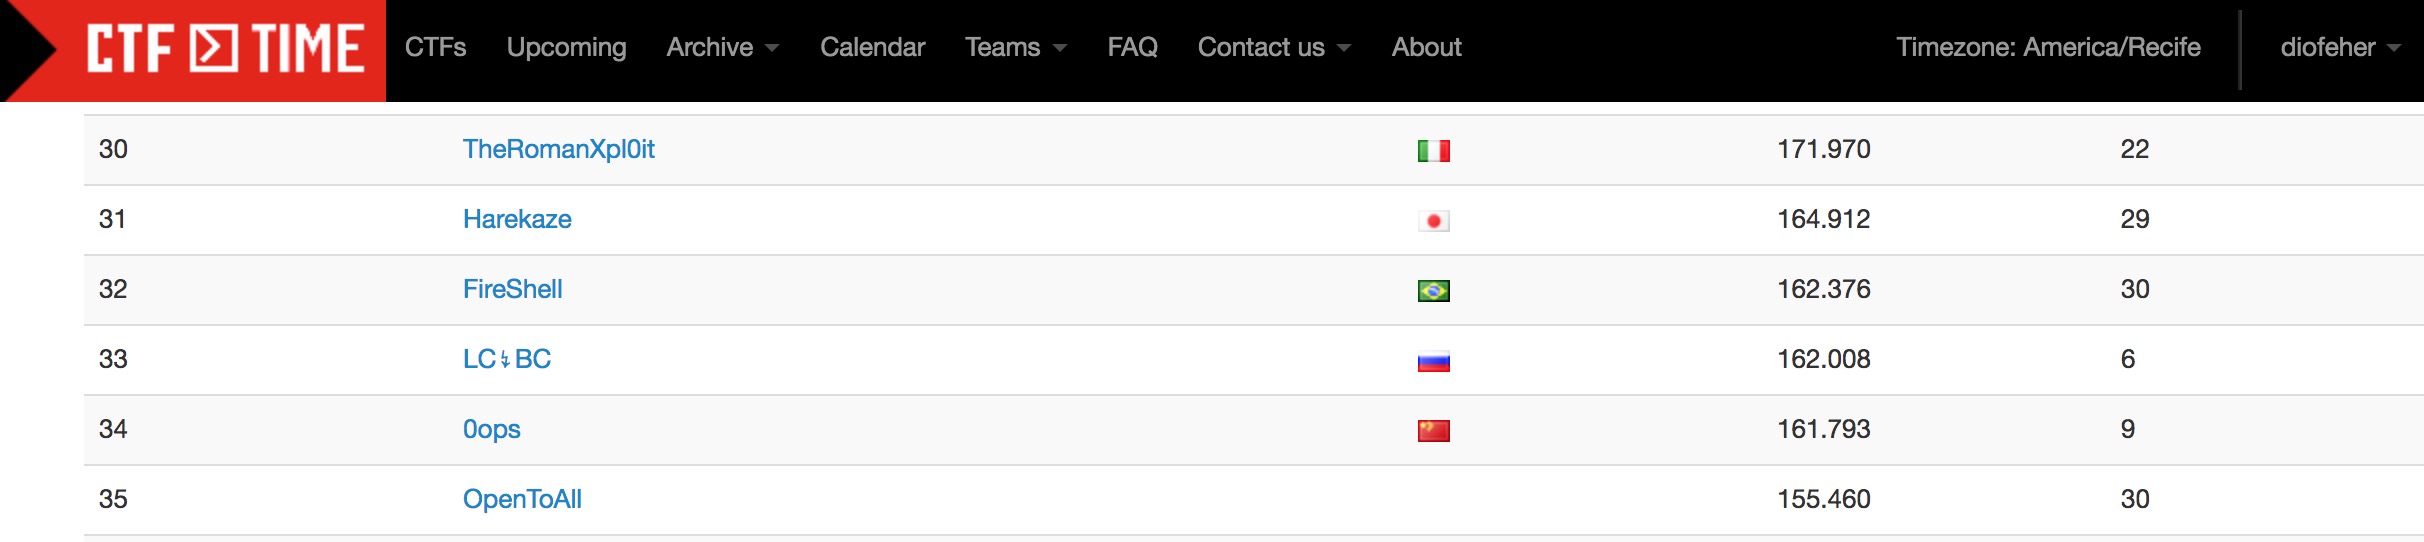 CTF TIME CTFs Upcoming Archive Calendar Teams FAQ Contact us About Timezone: America/Recife diofeher
30 TheRomanXpl0it 171.970 22
31 Harekaze 164.912 29
32 FireShell 162.376 30
33 LC↯BC 162.008 6
34 0ops 161.793 9
35 OpenToAll 155.460 30